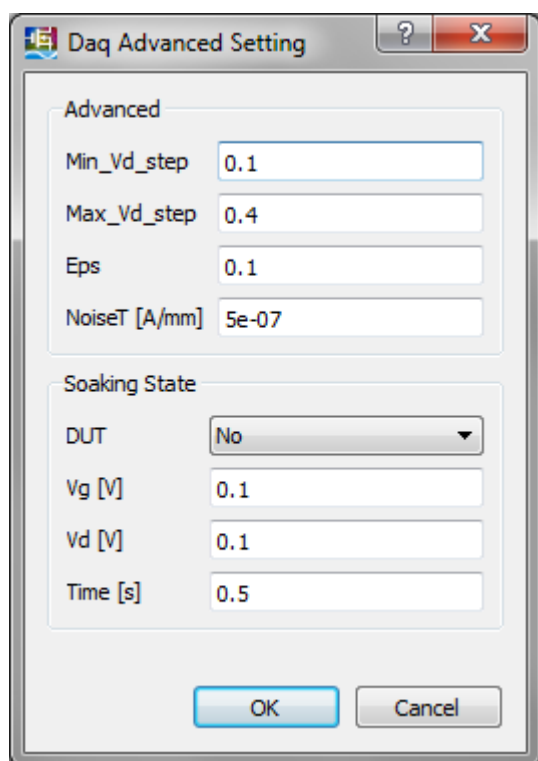 Daq Advanced Setting
Advanced
Min_Vd_step 0.1
Max_Vd_step 0.4
Eps 0.1
NoiseT [A/mm] 5e-07
Soaking State
DUT No
Vg [V] 0.1
Vd [V] 0.1
Time [s] 0.5
OK Cancel